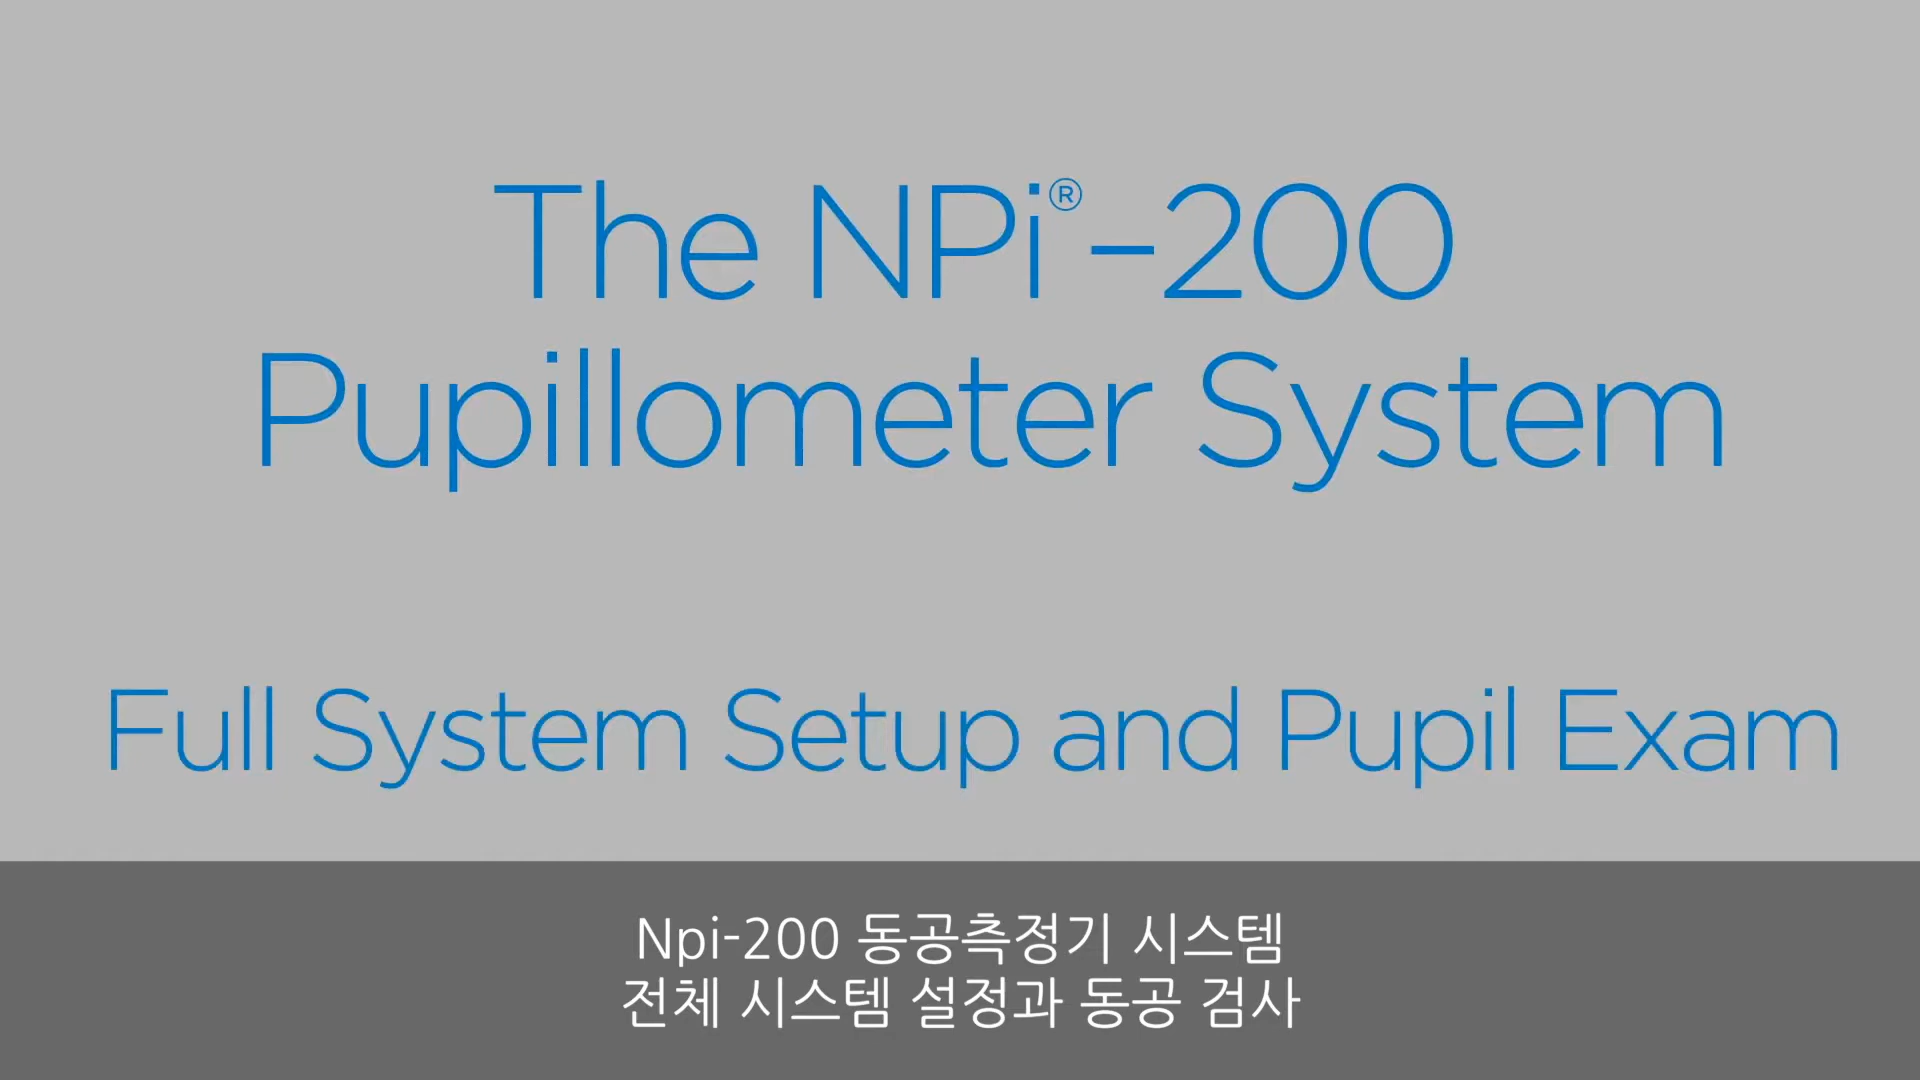 The NPi®-200
Pupillometer System
Full System Setup and Pupil Exam
Npi-200 동공측정기 시스템
전체 시스템 설정과 동공 검사